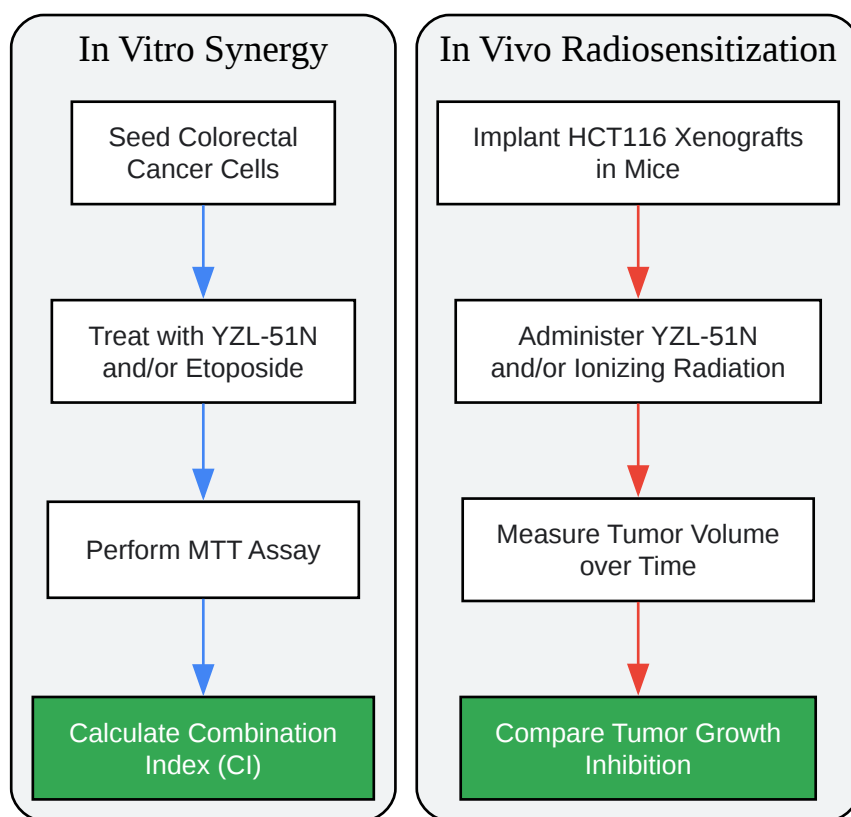 In Vitro Synergy
Seed Colorectal
Cancer Cells
Treat with YZL-51N
and/or Etoposide
Perform MTT Assay
Calculate Combination
Index (CI)
In Vivo Radiosensitization
Implant HCT116 Xenografts
in Mice
Administer YZL-51N
and/or Ionizing Radiation
Measure Tumor Volume
over Time
Compare Tumor Growth
Inhibition